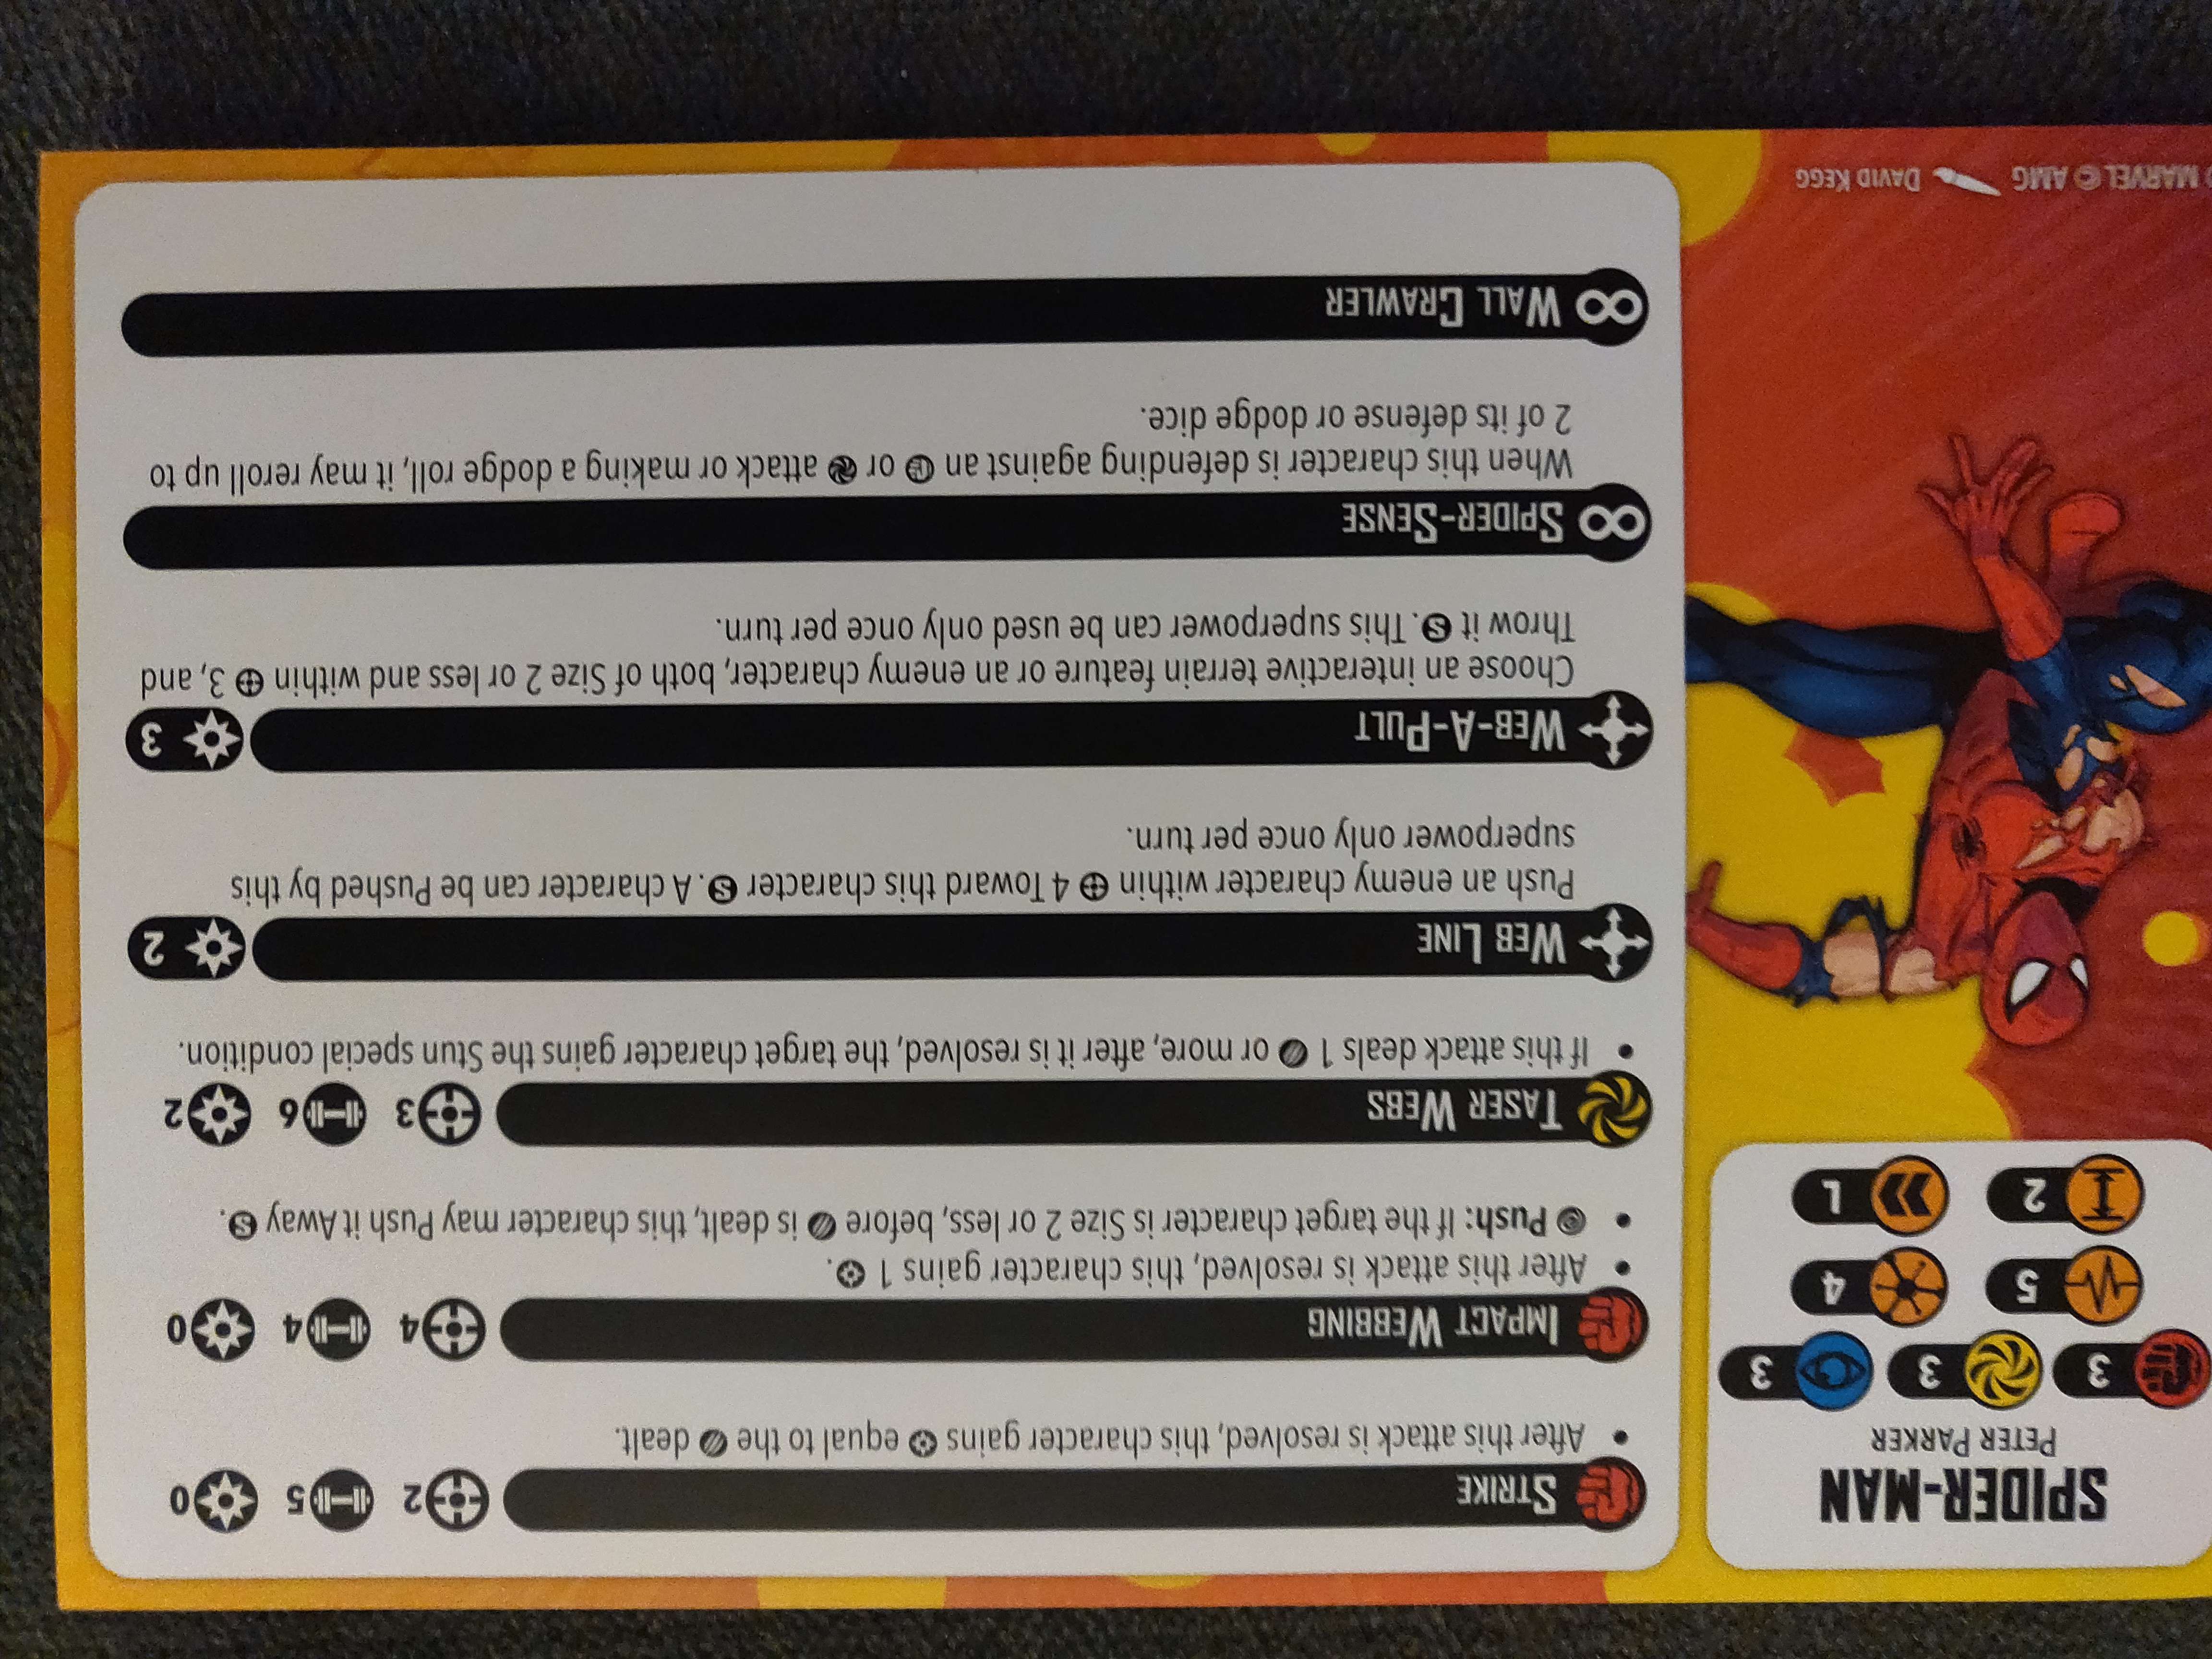 SPIDER-MAN
PETER PARKER
3 3 3
5 4
2 L
STRIKE 2 5 0
• After this attack is resolved, this character gains equal to the dealt.
IMPACT WEBBING 4 4 0
• After this attack is resolved, this character gains 1 .
• Push: If the target character is Size 2 or less, before is dealt, this character may Push it Away S.
TASER WEBS 3 6 2
• If this attack deals 1 or more, after it is resolved, the target character gains the Stun special condition.
WEB LINE 2
Push an enemy character within 4 Toward this character S. A character can be Pushed by this
superpower only once per turn.
WEB-A-PULT 3
Choose an interactive terrain feature or an enemy character, both of Size 2 or less and within 3, and
Throw it S. This superpower can be used only once per turn.
SPIDER-SENSE
When this character is defending against an or attack or making a dodge roll, it may reroll up to
2 of its defense or dodge dice.
WALL CRAWLER
MARVEL © AMG DAVID KEGG